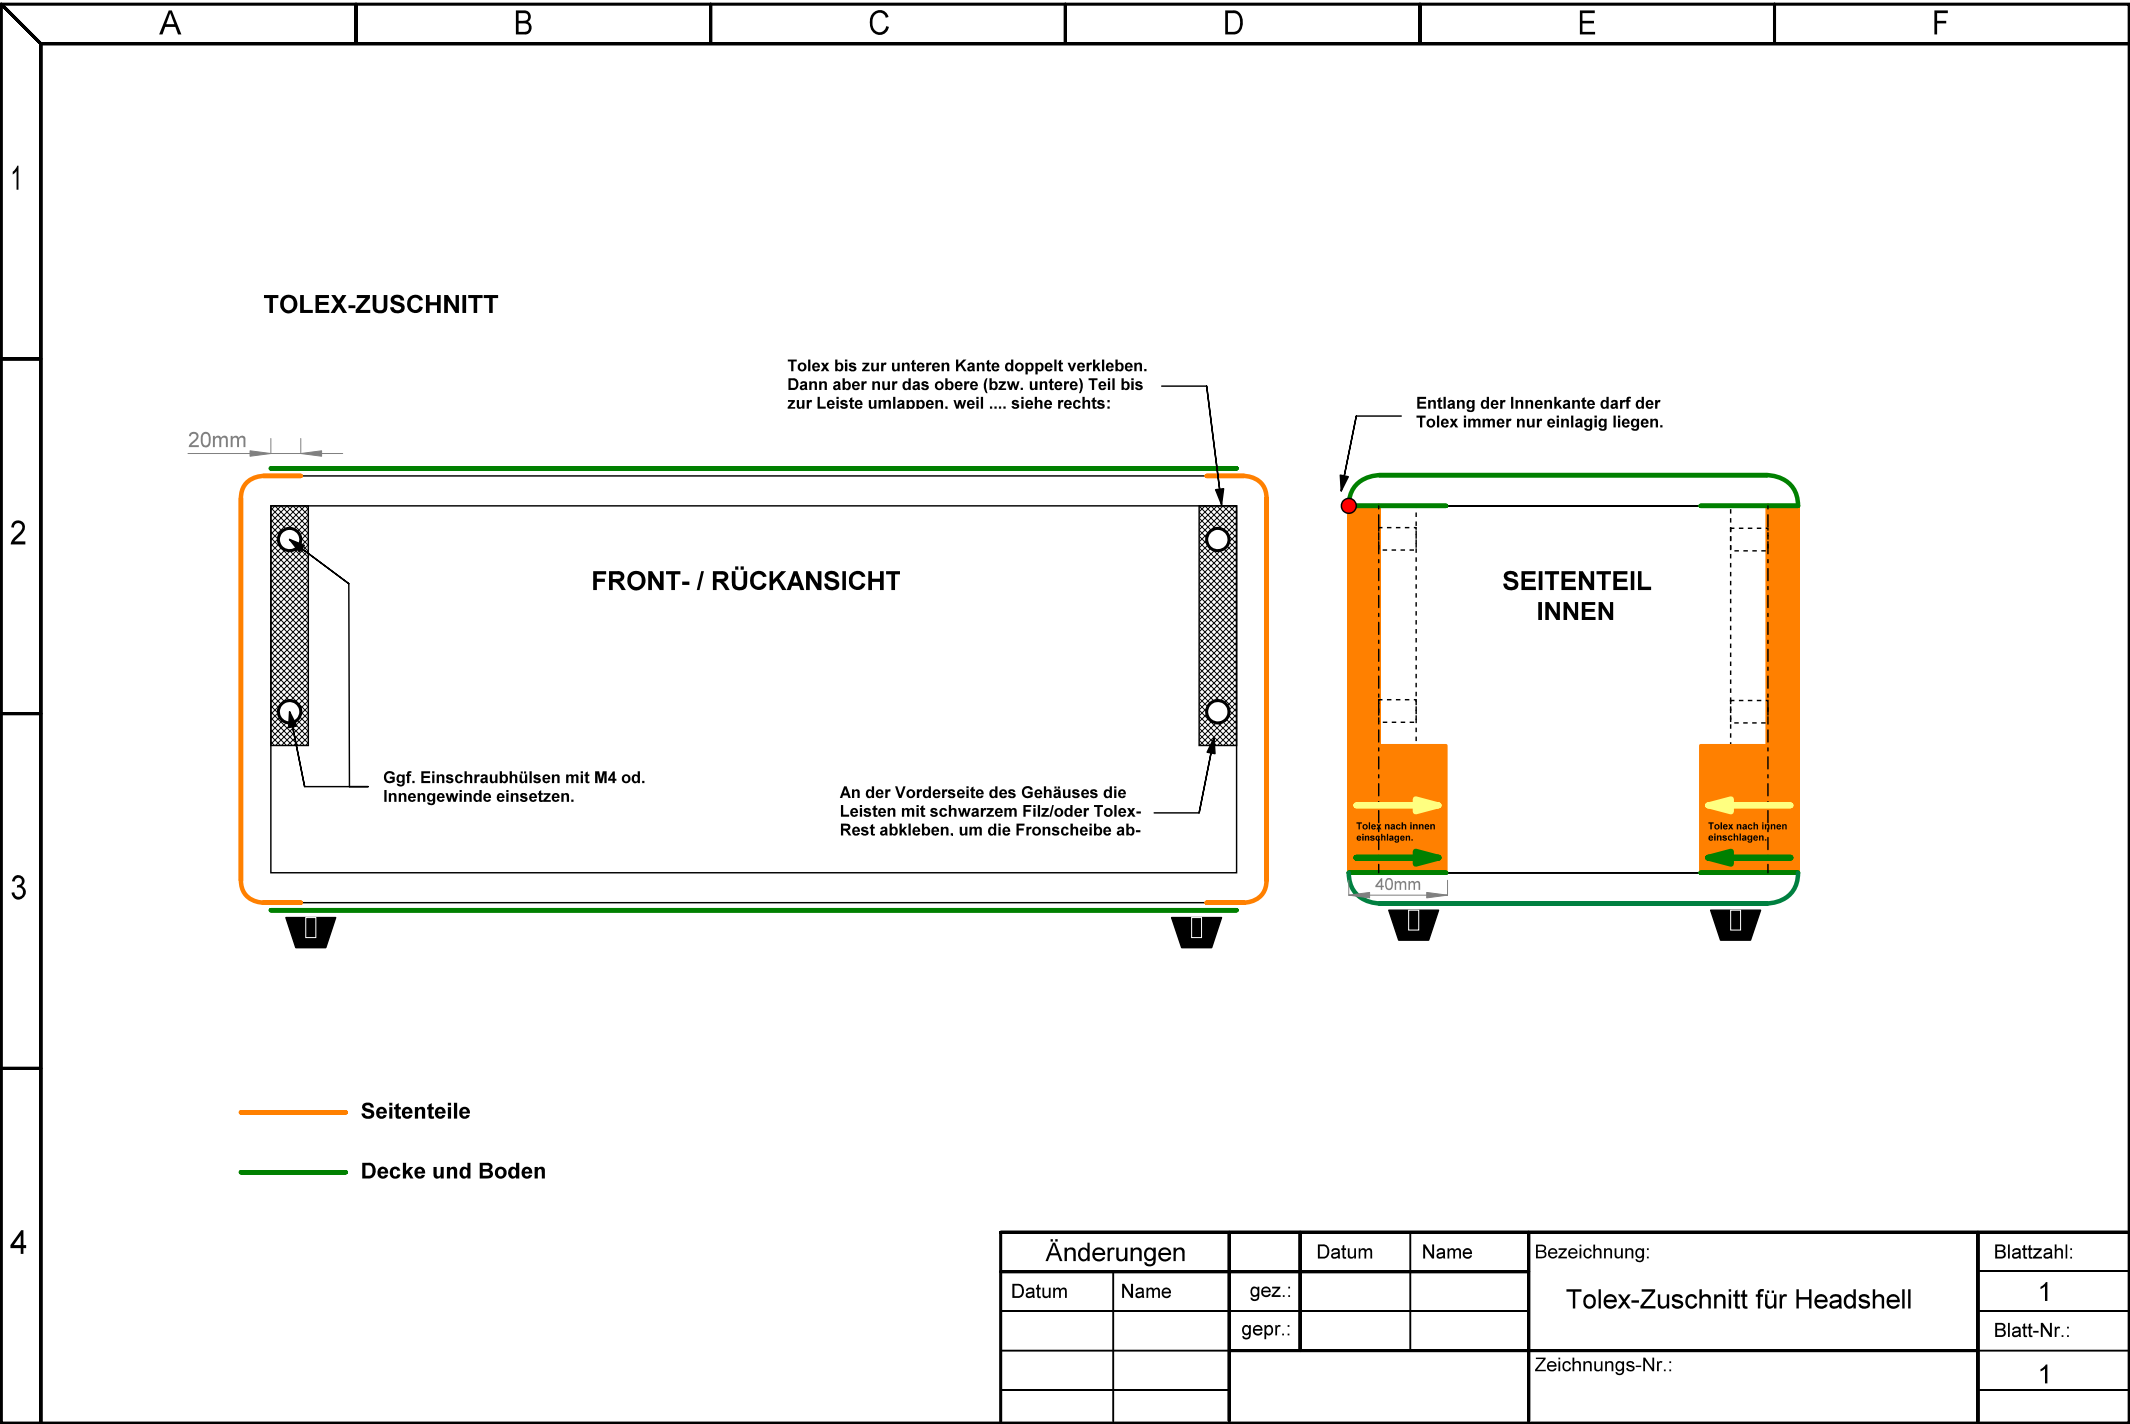 A B C D E F
1
2
3
4
TOLEX-ZUSCHNITT
Tolex bis zur unteren Kante doppelt verkleben.
Dann aber nur das obere (bzw. untere) Teil bis
zur Leiste umlappen, weil .... siehe rechts:
Entlang der Innenkante darf der
Tolex immer nur einlagig liegen.
20mm
FRONT- / RÜCKANSICHT
SEITENTEIL
INNEN
Ggf. Einschraubhülsen mit M4 od.
Innengewinde einsetzen.
An der Vorderseite des Gehäuses die
Leisten mit schwarzem Filz/oder Tolex-
Rest abkleben, um die Fronscheibe ab-
Tolex nach innen
einschlagen.
Tolex nach innen
einschlagen.
40mm
Seitenteile
Decke und Boden
Änderungen
Datum Name
Datum Name
gez.:
gepr.:
Bezeichnung:
Tolex-Zuschnitt für Headshell
Zeichnungs-Nr.:
Blattzahl:
1
Blatt-Nr.:
1